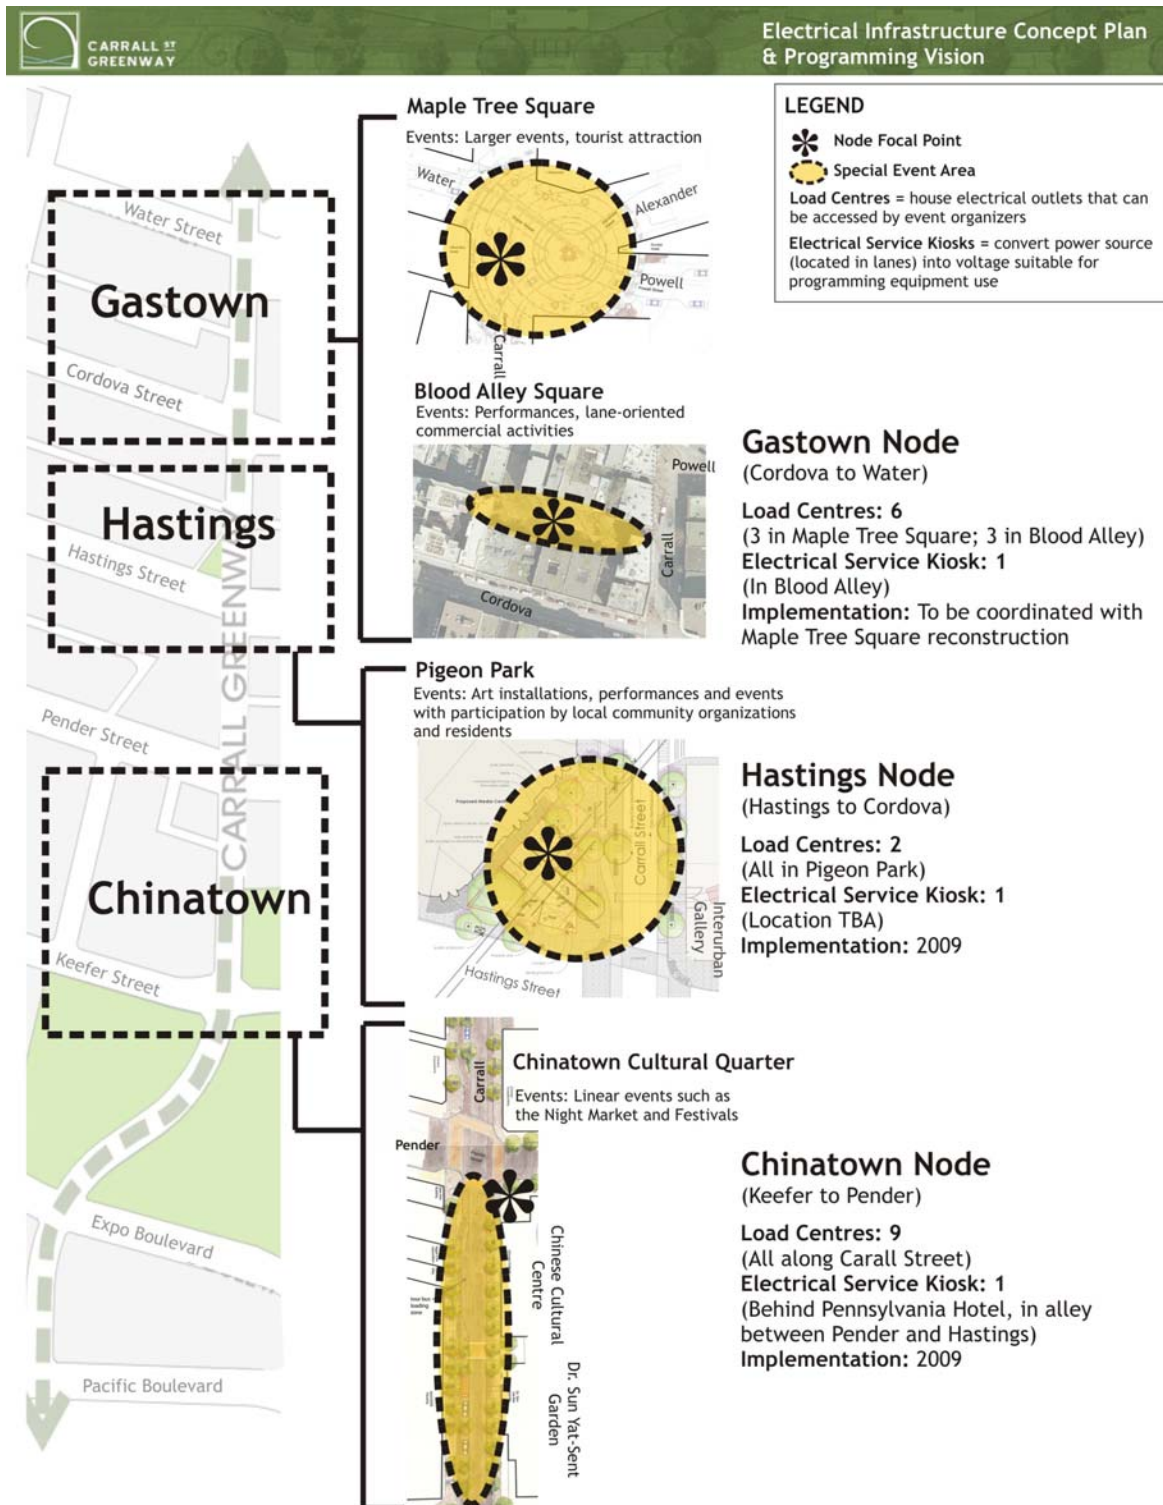 CARRALL ST
GREENWAY
Electrical Infrastructure Concept Plan
& Programming Vision
LEGEND
Node Focal Point
Special Event Area
Load Centres = house electrical outlets that can
be accessed by event organizers
Electrical Service Kiosks = convert power source
(located in lanes) into voltage suitable for
programming equipment use
Water Street
Gastown
Cordova Street
Hastings
Hastings Street
CARRALL GREENWAY
Pender Street
Chinatown
Keefer Street
Expo Boulevard
Pacific Boulevard
Maple Tree Square
Events: Larger events, tourist attraction
Water
Alexander
Powell
Carrall
Blood Alley Square
Events: Performances, lane-oriented
commercial activities
Powell
Carrall
Cordova
Gastown Node
(Cordova to Water)
Load Centres: 6
(3 in Maple Tree Square; 3 in Blood Alley)
Electrical Service Kiosk: 1
(In Blood Alley)
Implementation: To be coordinated with
Maple Tree Square reconstruction
Pigeon Park
Events: Art installations, performances and events
with participation by local community organizations
and residents
Carrall Street
Interurban
Gallery
Hastings Street
Hastings Node
(Hastings to Cordova)
Load Centres: 2
(All in Pigeon Park)
Electrical Service Kiosk: 1
(Location TBA)
Implementation: 2009
Carrall
Chinatown Cultural Quarter
Events: Linear events such as
the Night Market and Festivals
Pender
Chinese Cultural
Centre
Dr. Sun Yat-Sent
Garden
Chinatown Node
(Keefer to Pender)
Load Centres: 9
(All along Carall Street)
Electrical Service Kiosk: 1
(Behind Pennsylvania Hotel, in alley
between Pender and Hastings)
Implementation: 2009